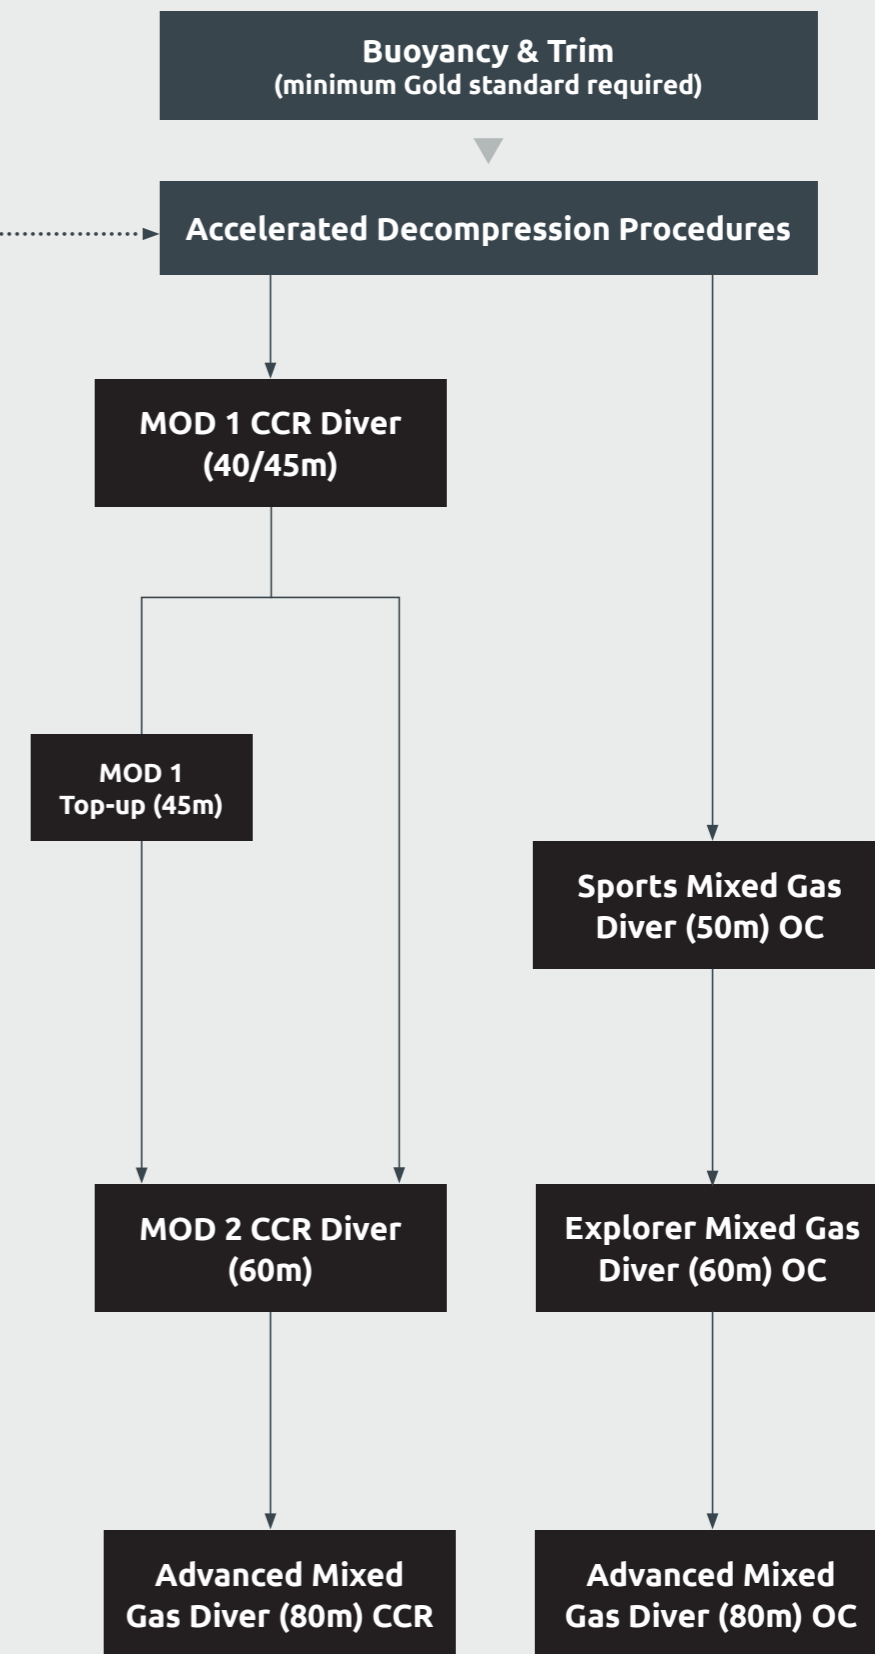 Buoyancy & Trim
(minimum Gold standard required)
Accelerated Decompression Procedures
MOD 1 CCR Diver
(40/45m)
MOD 1
Top-up (45m)
Sports Mixed Gas
Diver (50m) OC
MOD 2 CCR Diver
(60m)
Explorer Mixed Gas
Diver (60m) OC
Advanced Mixed
Gas Diver (80m) CCR
Advanced Mixed
Gas Diver (80m) OC